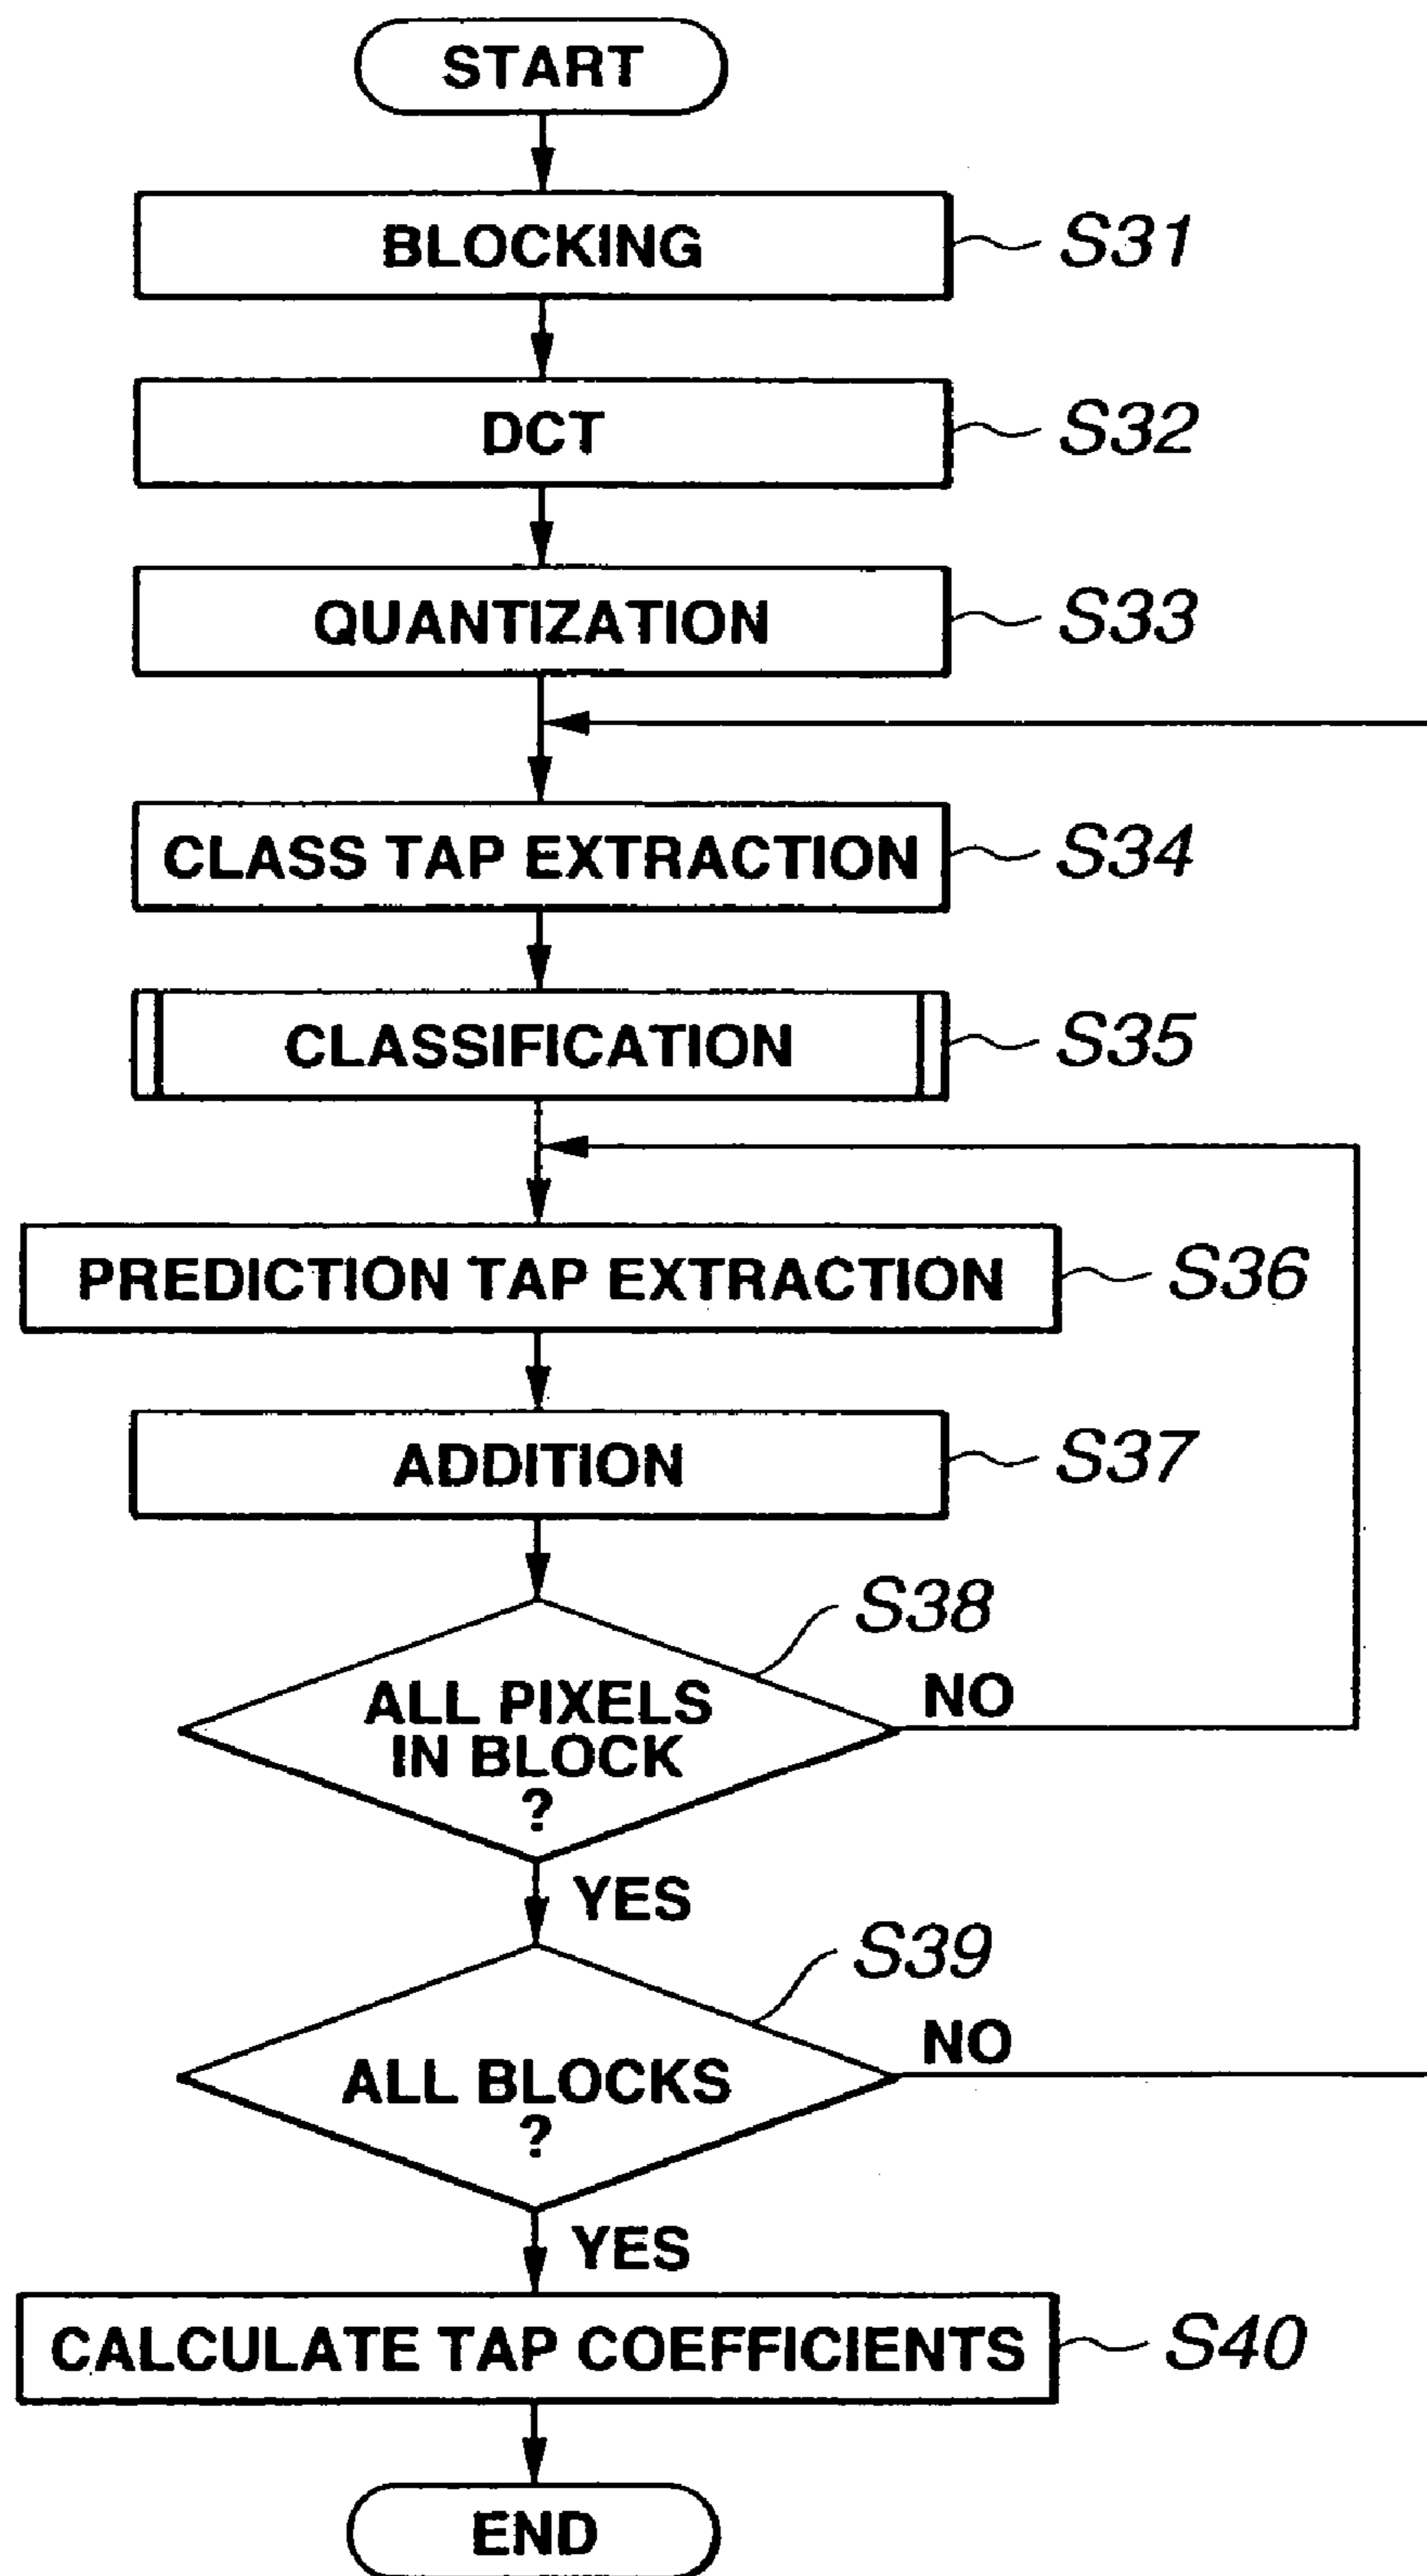 START
BLOCKING
S31
DCT
S32
QUANTIZATION
S33
CLASS TAP EXTRACTION
S34
CLASSIFICATION
S35
PREDICTION TAP EXTRACTION
S36
ADDITION
S37
S38
ALL PIXELS
IN BLOCK
?
NO
YES
S39
ALL BLOCKS
?
NO
YES
CALCULATE TAP COEFFICIENTS
S40
END